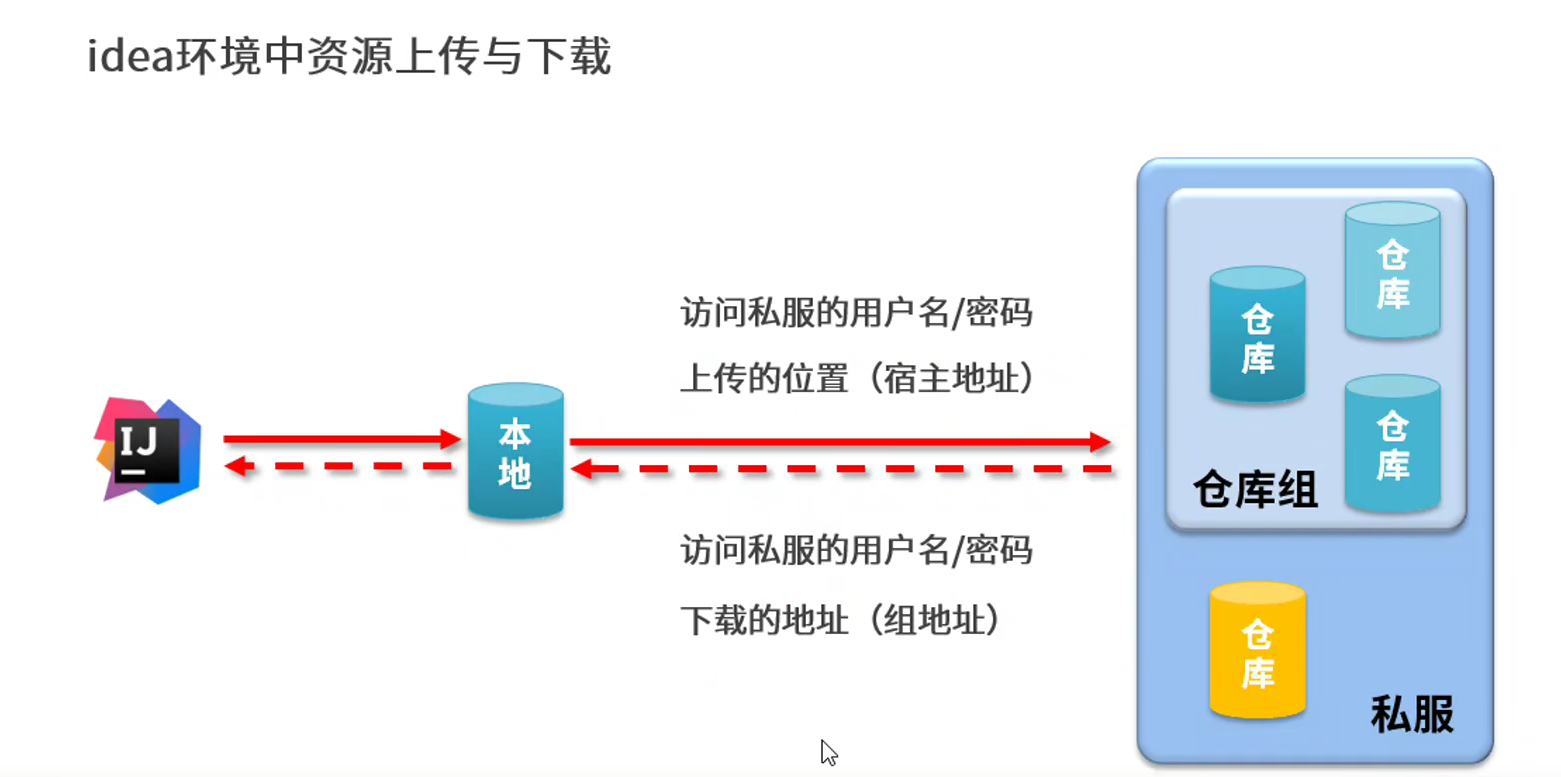 idea环境中资源上传与下载
访问私服的用户名/密码
上传的位置（宿主地址）
IJ
本地
访问私服的用户名/密码
下载的地址（组地址）
仓库
仓库
仓库
仓库组
仓库
私服